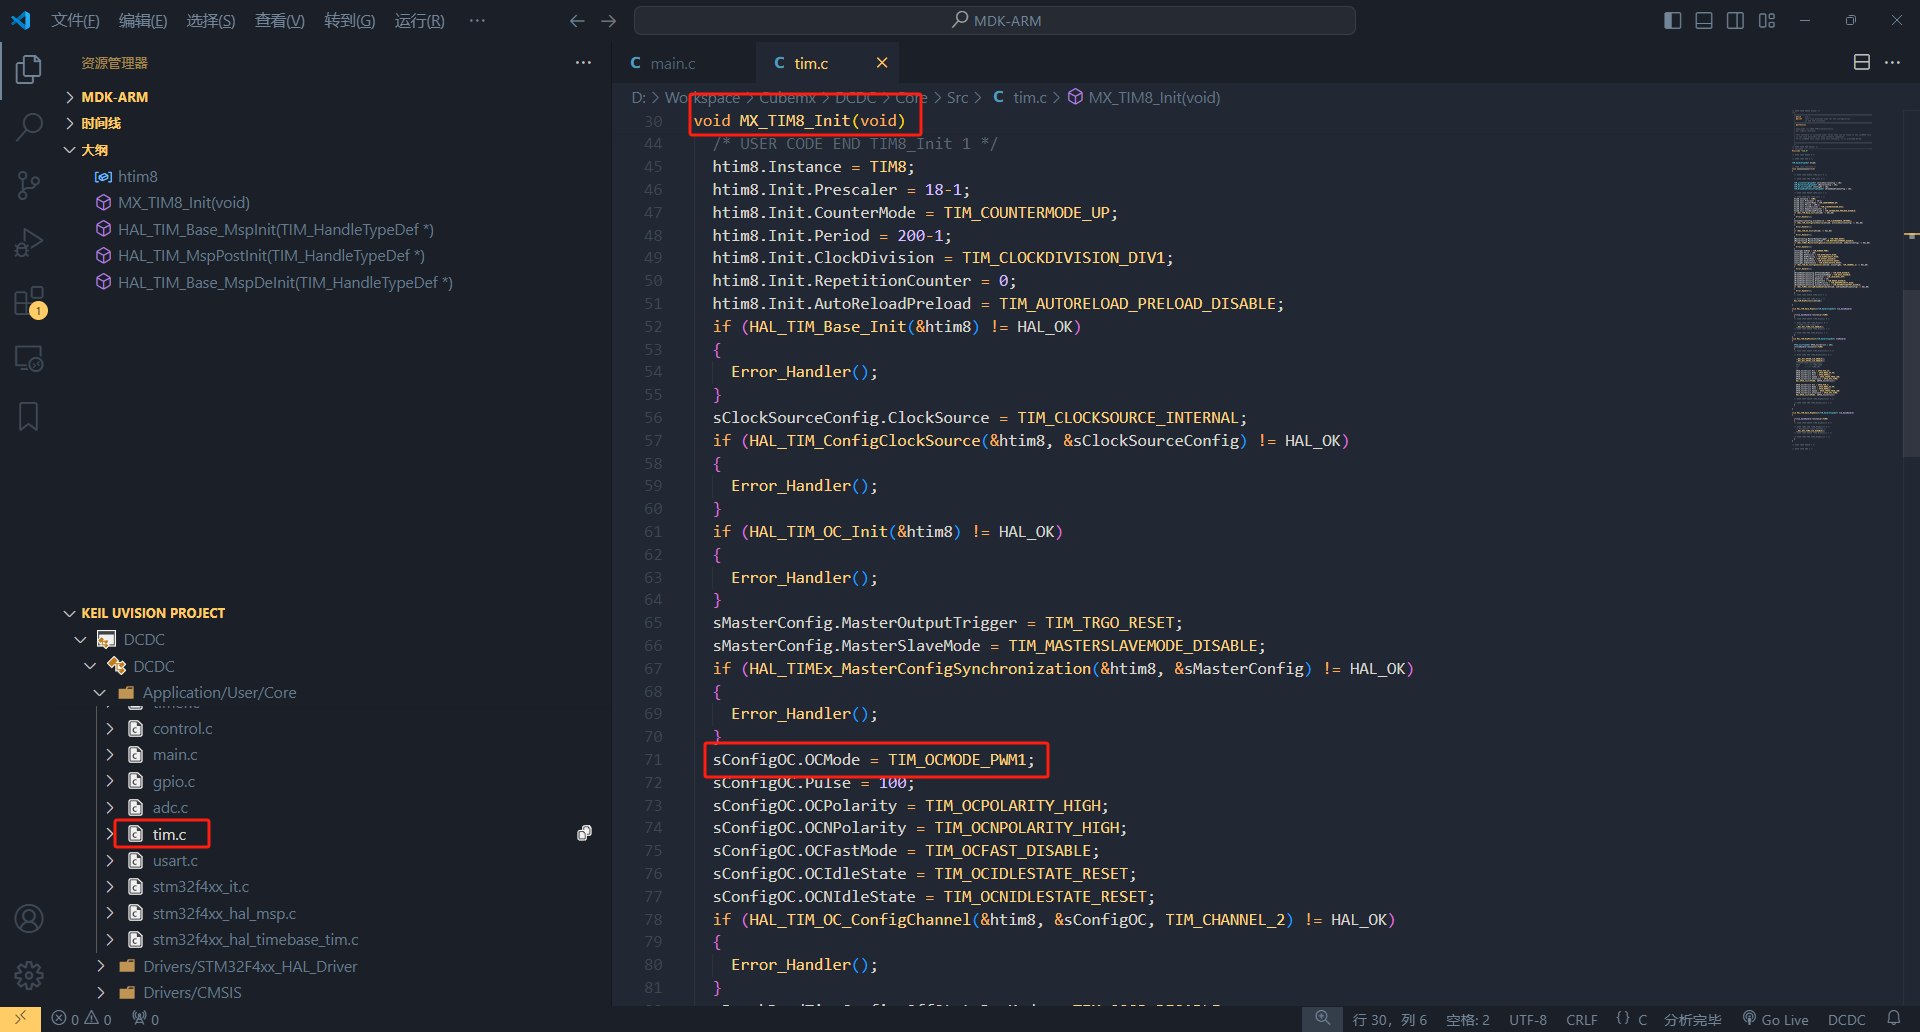 文件(F) 编辑(E) 选择(S) 查看(V) 转到(G) 运行(R) ··· MDK-ARM
资源管理器 ···
MDK-ARM
时间线
大纲
htim8
MX_TIM8_Init(void)
HAL_TIM_Base_MspInit(TIM_HandleTypeDef *)
HAL_TIM_MspPostInit(TIM_HandleTypeDef *)
HAL_TIM_Base_MspDeInit(TIM_HandleTypeDef *)
1
KEIL UVISION PROJECT
DCDC
DCDC
Application/User/Core
control.c
main.c
gpio.c
adc.c
tim.c
usart.c
stm32f4xx_it.c
stm32f4xx_hal_msp.c
stm32f4xx_hal_timebase_tim.c
Drivers/STM32F4xx_HAL_Driver
Drivers/CMSIS
C main.c C tim.c ···
D: > Workspace > Cubemx > DCDC > Core > Src > C tim.c > MX_TIM8_Init(void)
30 void MX_TIM8_Init(void)
44 /* USER CODE END TIM8_Init 1 */
45 htim8.Instance = TIM8;
46 htim8.Init.Prescaler = 18-1;
47 htim8.Init.CounterMode = TIM_COUNTERMODE_UP;
48 htim8.Init.Period = 200-1;
49 htim8.Init.ClockDivision = TIM_CLOCKDIVISION_DIV1;
50 htim8.Init.RepetitionCounter = 0;
51 htim8.Init.AutoReloadPreload = TIM_AUTORELOAD_PRELOAD_DISABLE;
52 if (HAL_TIM_Base_Init(&htim8) != HAL_OK)
53 {
54 Error_Handler();
55 }
56 sClockSourceConfig.ClockSource = TIM_CLOCKSOURCE_INTERNAL;
57 if (HAL_TIM_ConfigClockSource(&htim8, &sClockSourceConfig) != HAL_OK)
58 {
59 Error_Handler();
60 }
61 if (HAL_TIM_OC_Init(&htim8) != HAL_OK)
62 {
63 Error_Handler();
64 }
65 sMasterConfig.MasterOutputTrigger = TIM_TRGO_RESET;
66 sMasterConfig.MasterSlaveMode = TIM_MASTERSLAVEMODE_DISABLE;
67 if (HAL_TIMEx_MasterConfigSynchronization(&htim8, &sMasterConfig) != HAL_OK)
68 {
69 Error_Handler();
70 }
71 sConfigOC.OCMode = TIM_OCMODE_PWM1;
72 sConfigOC.Pulse = 100;
73 sConfigOC.OCPolarity = TIM_OCPOLARITY_HIGH;
74 sConfigOC.OCNPolarity = TIM_OCNPOLARITY_HIGH;
75 sConfigOC.OCFastMode = TIM_OCFAST_DISABLE;
76 sConfigOC.OCIdleState = TIM_OCIDLESTATE_RESET;
77 sConfigOC.OCNIdleState = TIM_OCNIDLESTATE_RESET;
78 if (HAL_TIM_OC_ConfigChannel(&htim8, &sConfigOC, TIM_CHANNEL_2) != HAL_OK)
79 {
80 Error_Handler();
81 }
0 0 0 行 30, 列 6 空格: 2 UTF-8 CRLF {} C 分析完毕 Go Live DCDC